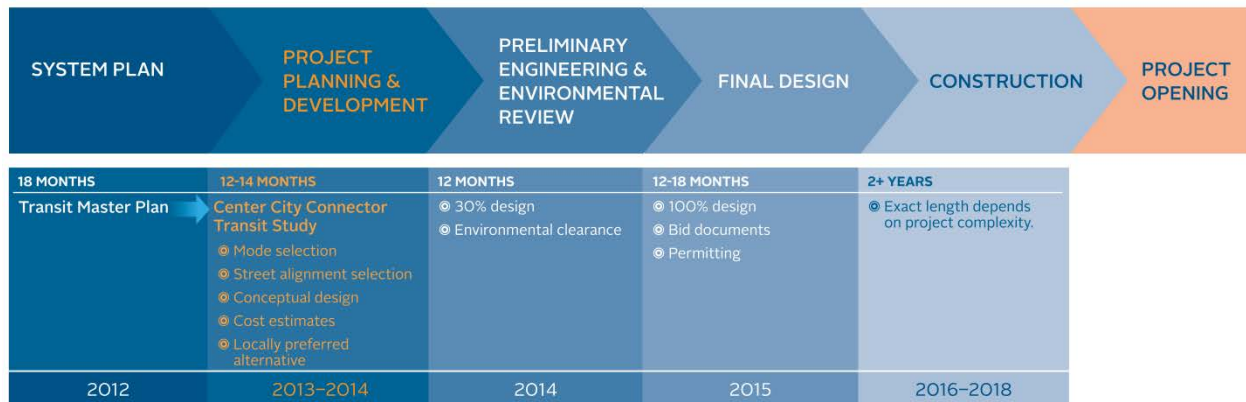 SYSTEM PLAN
PROJECT
PLANNING &
DEVELOPMENT
PRELIMINARY
ENGINEERING &
ENVIRONMENTAL
REVIEW
FINAL DESIGN
CONSTRUCTION
PROJECT
OPENING
18 MONTHS
Transit Master Plan
2012
12-14 MONTHS
Center City Connector
Transit Study
Mode selection
Street alignment selection
Conceptual design
Cost estimates
Locally preferred
alternative
2013–2014
12 MONTHS
30% design
Environmental clearance
2014
12-18 MONTHS
100% design
Bid documents
Permitting
2015
2+ YEARS
Exact length depends
on project complexity.
2016–2018